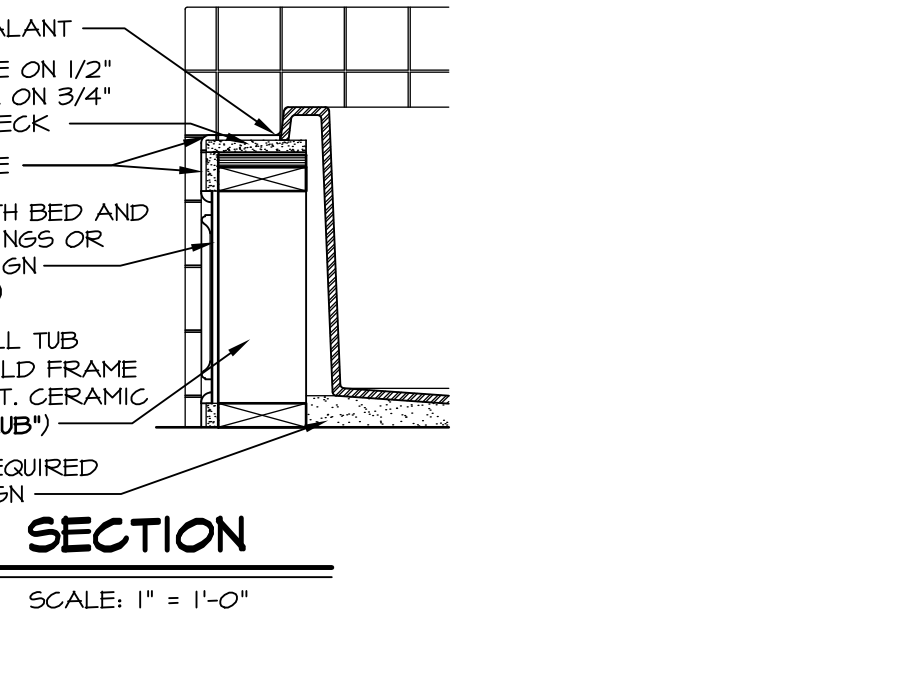 ALANT
E ON 1/2"
ON 3/4"
ECK
E
TH BED AND
NGS OR
GN
)
LL TUB
LD FRAME
T. CERAMIC
UB")
EQUIRED
GN
SECTION
SCALE: 1" = 1'-0"